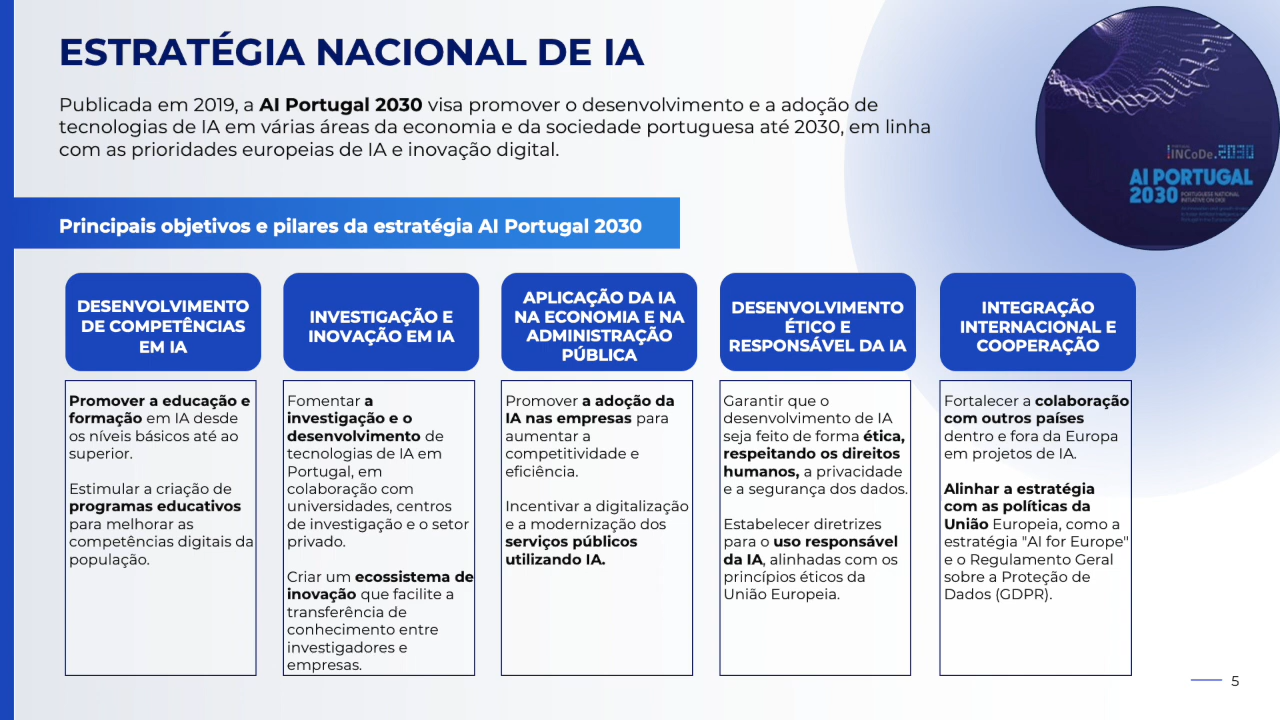 ESTRATÉGIA NACIONAL DE IA
Publicada em 2019, a AI Portugal 2030 visa promover o desenvolvimento e a adoção de
tecnologias de IA em várias áreas da economia e da sociedade portuguesa até 2030, em linha
com as prioridades europeias de IA e inovação digital.
INCoDe.2030
AI PORTUGAL
2030
PORTUGUESE NATIONAL
INITIATIVE ON DIGI
Principais objetivos e pilares da estratégia AI Portugal 2030
DESENVOLVIMENTO
DE COMPETÊNCIAS
EM IA
Promover a educação e
formação em IA desde
os níveis básicos até ao
superior.
Estimular a criação de
programas educativos
para melhorar as
competências digitais da
população.
INVESTIGAÇÃO E
INOVAÇÃO EM IA
Fomentar a
investigação e o
desenvolvimento de
tecnologias de IA em
Portugal, em
colaboração com
universidades, centros
de investigação e o setor
privado.
Criar um ecossistema de
inovação que facilite a
transferência de
conhecimento entre
investigadores e
empresas.
APLICAÇÃO DA IA
NA ECONOMIA E NA
ADMINISTRAÇÃO
PÚBLICA
Promover a adoção da
IA nas empresas para
aumentar a
competitividade e
eficiência.
Incentivar a digitalização
e a modernização dos
serviços públicos
utilizando IA.
DESENVOLVIMENTO
ÉTICO E
RESPONSÁVEL DA IA
Garantir que o
desenvolvimento de IA
seja feito de forma ética,
respeitando os direitos
humanos, a privacidade
e a segurança dos dados.
Estabelecer diretrizes
para o uso responsável
da IA, alinhadas com os
princípios éticos da
União Europeia.
INTEGRAÇÃO
INTERNACIONAL E
COOPERAÇÃO
Fortalecer a colaboração
com outros países
dentro e fora da Europa
em projetos de IA.
Alinhar a estratégia
com as políticas da
União Europeia, como a
estratégia "AI for Europe"
e o Regulamento Geral
sobre a Proteção de
Dados (GDPR).
5